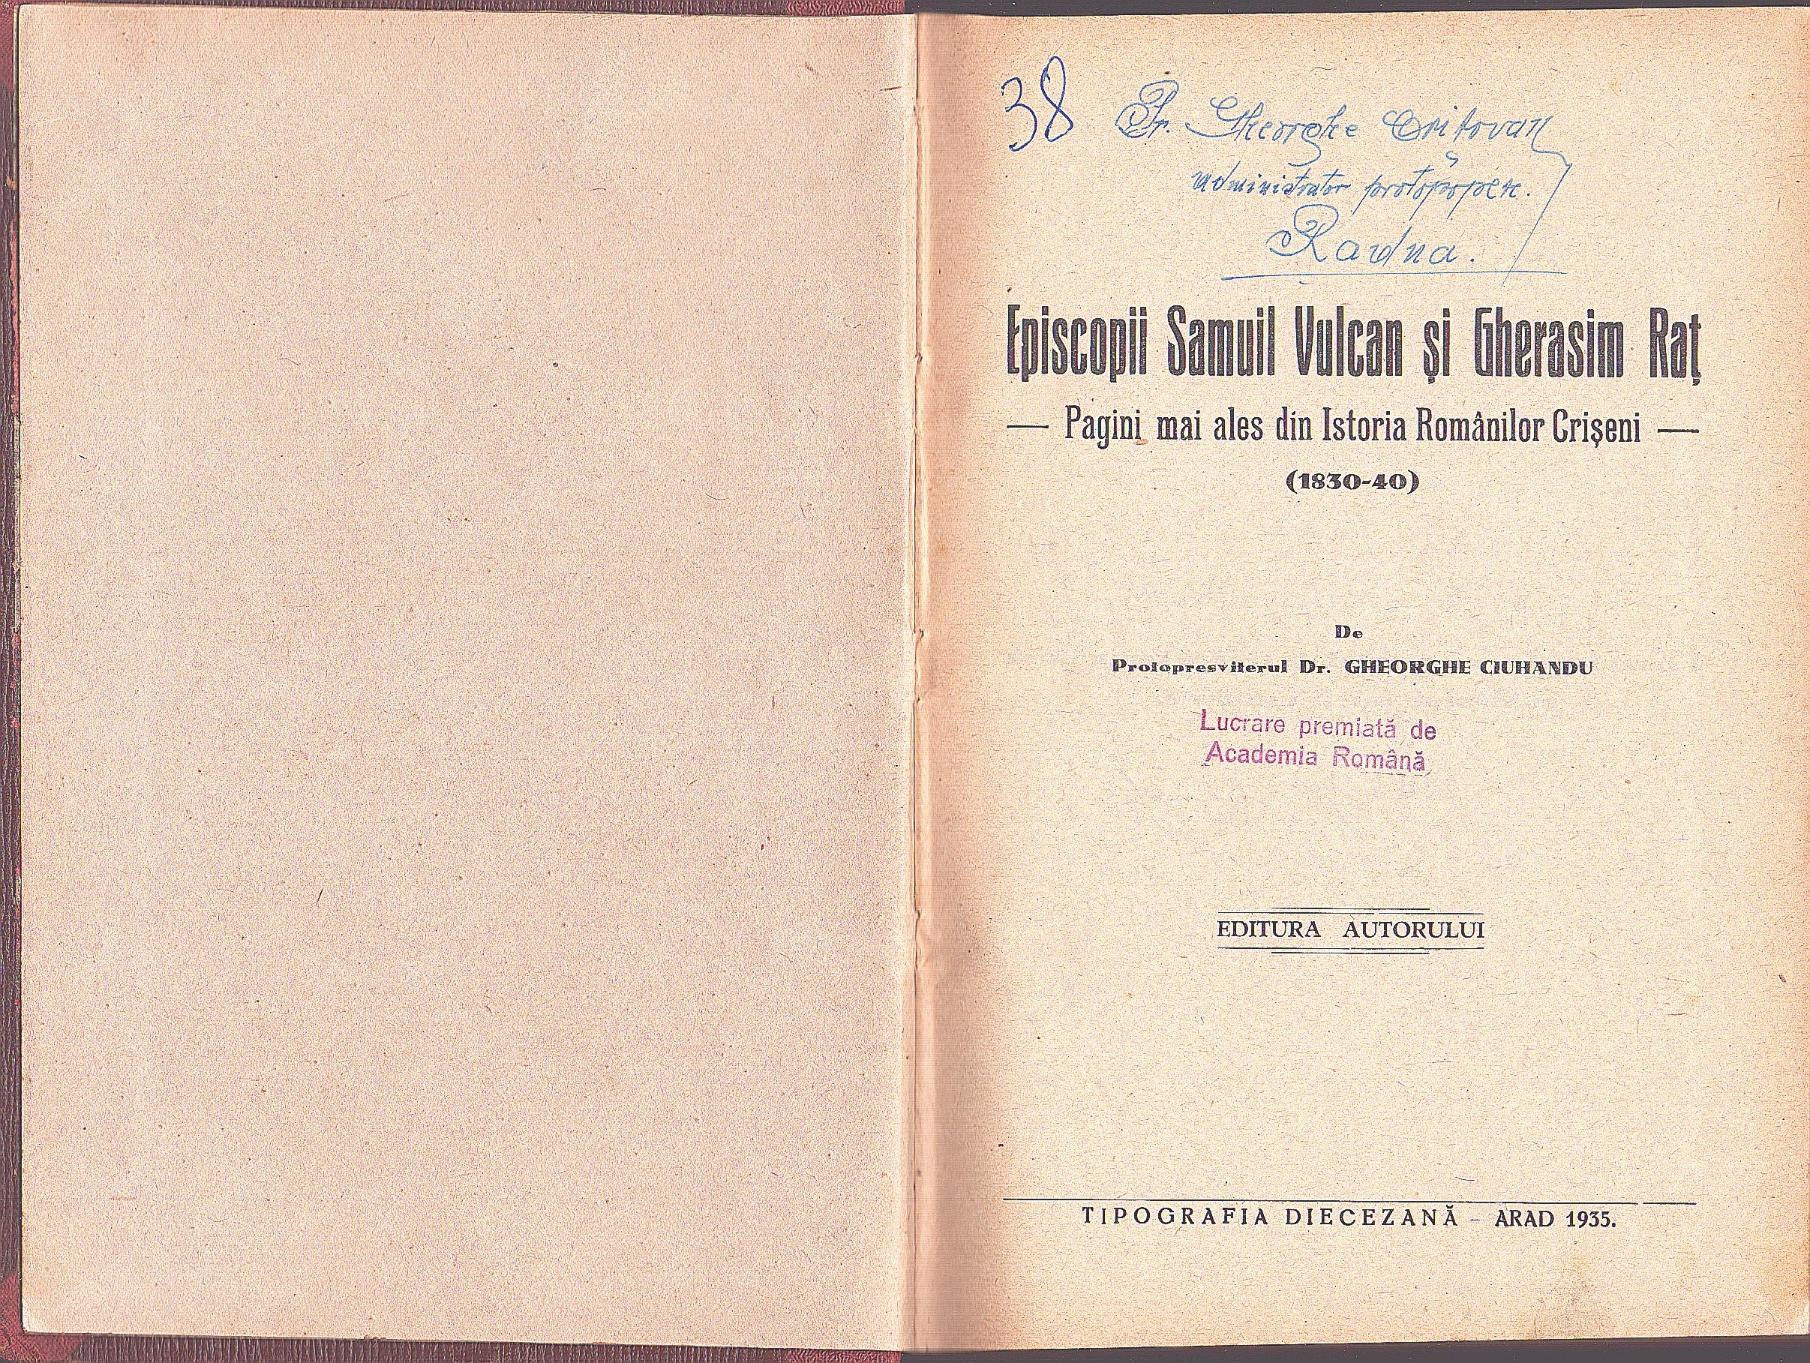 38 Pr. Gheorghe Critovan
administrator protopopesc.
Radna.
Episcopii Samuil Vulcan și Gherasim Raț
— Pagini mai ales din Istoria Românilor Crișeni —
(1830-40)
De
Protopresviterul Dr. GHEORGHE CIUHANDU
Lucrare premiată de
Academia Română
EDITURA AUTORULUI
TIPOGRAFIA DIECEZANĂ - ARAD 1935.